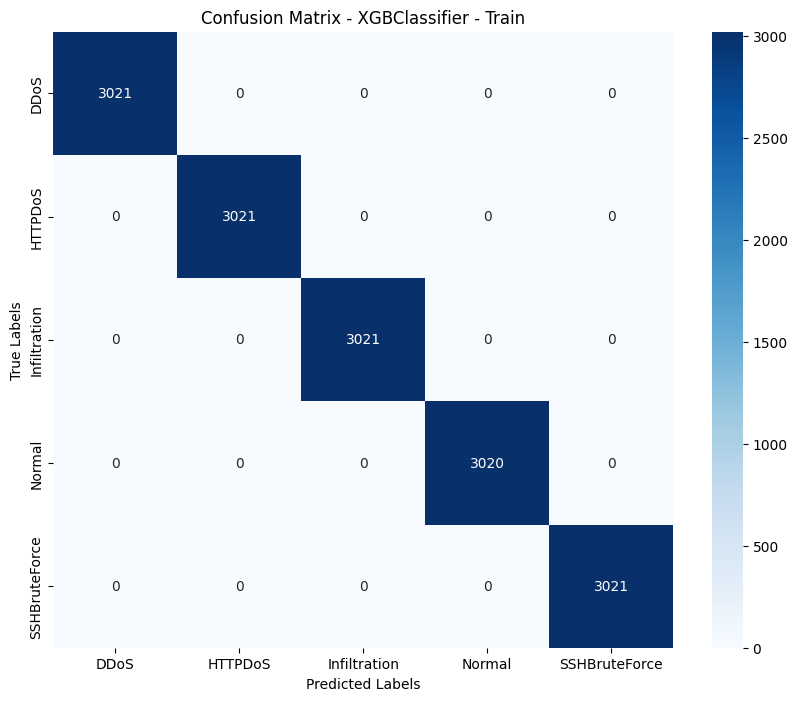 Confusion Matrix - XGBClassifier - Train
True Labels
DDoS 3021 0 0 0 0
HTTPDoS 0 3021 0 0 0
Infiltration 0 0 3021 0 0
Normal 0 0 0 3020 0
SSHBruteForce 0 0 0 0 3021
DDoS HTTPDoS Infiltration Normal SSHBruteForce
Predicted Labels
3000
2500
2000
1500
1000
500
0